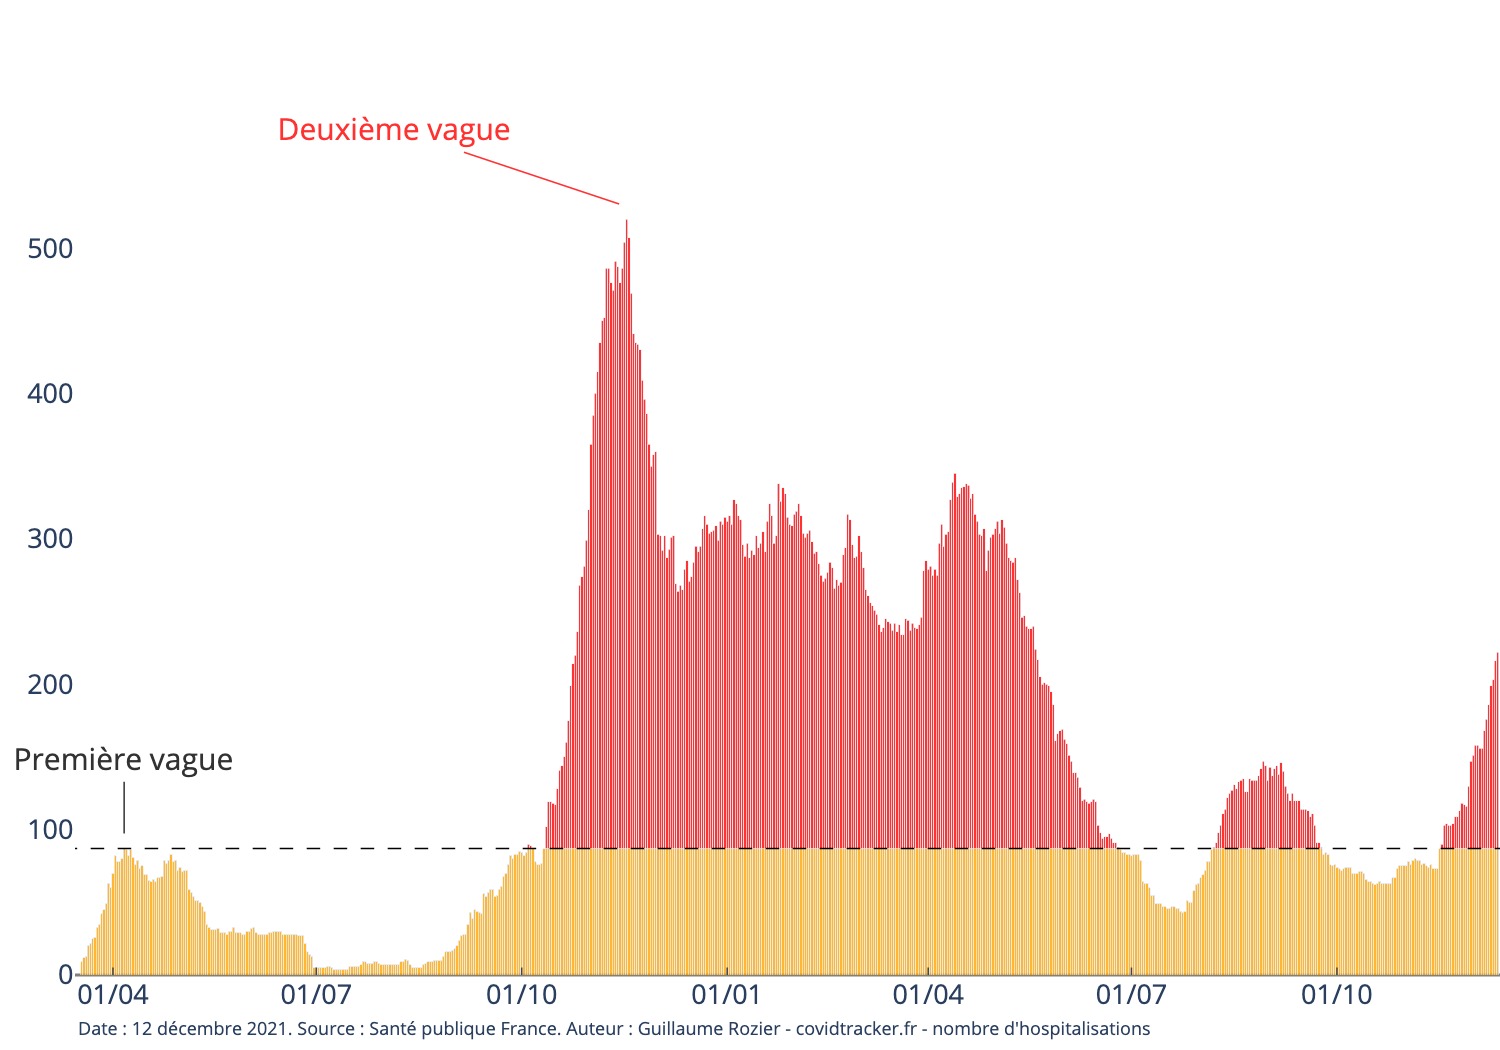 Deuxième vague
500
400
300
200
Première vague
100
0
01/04 01/07 01/10 01/01 01/04 01/07 01/10
Date : 12 décembre 2021. Source : Santé publique France. Auteur : Guillaume Rozier - covidtracker.fr - nombre d'hospitalisations